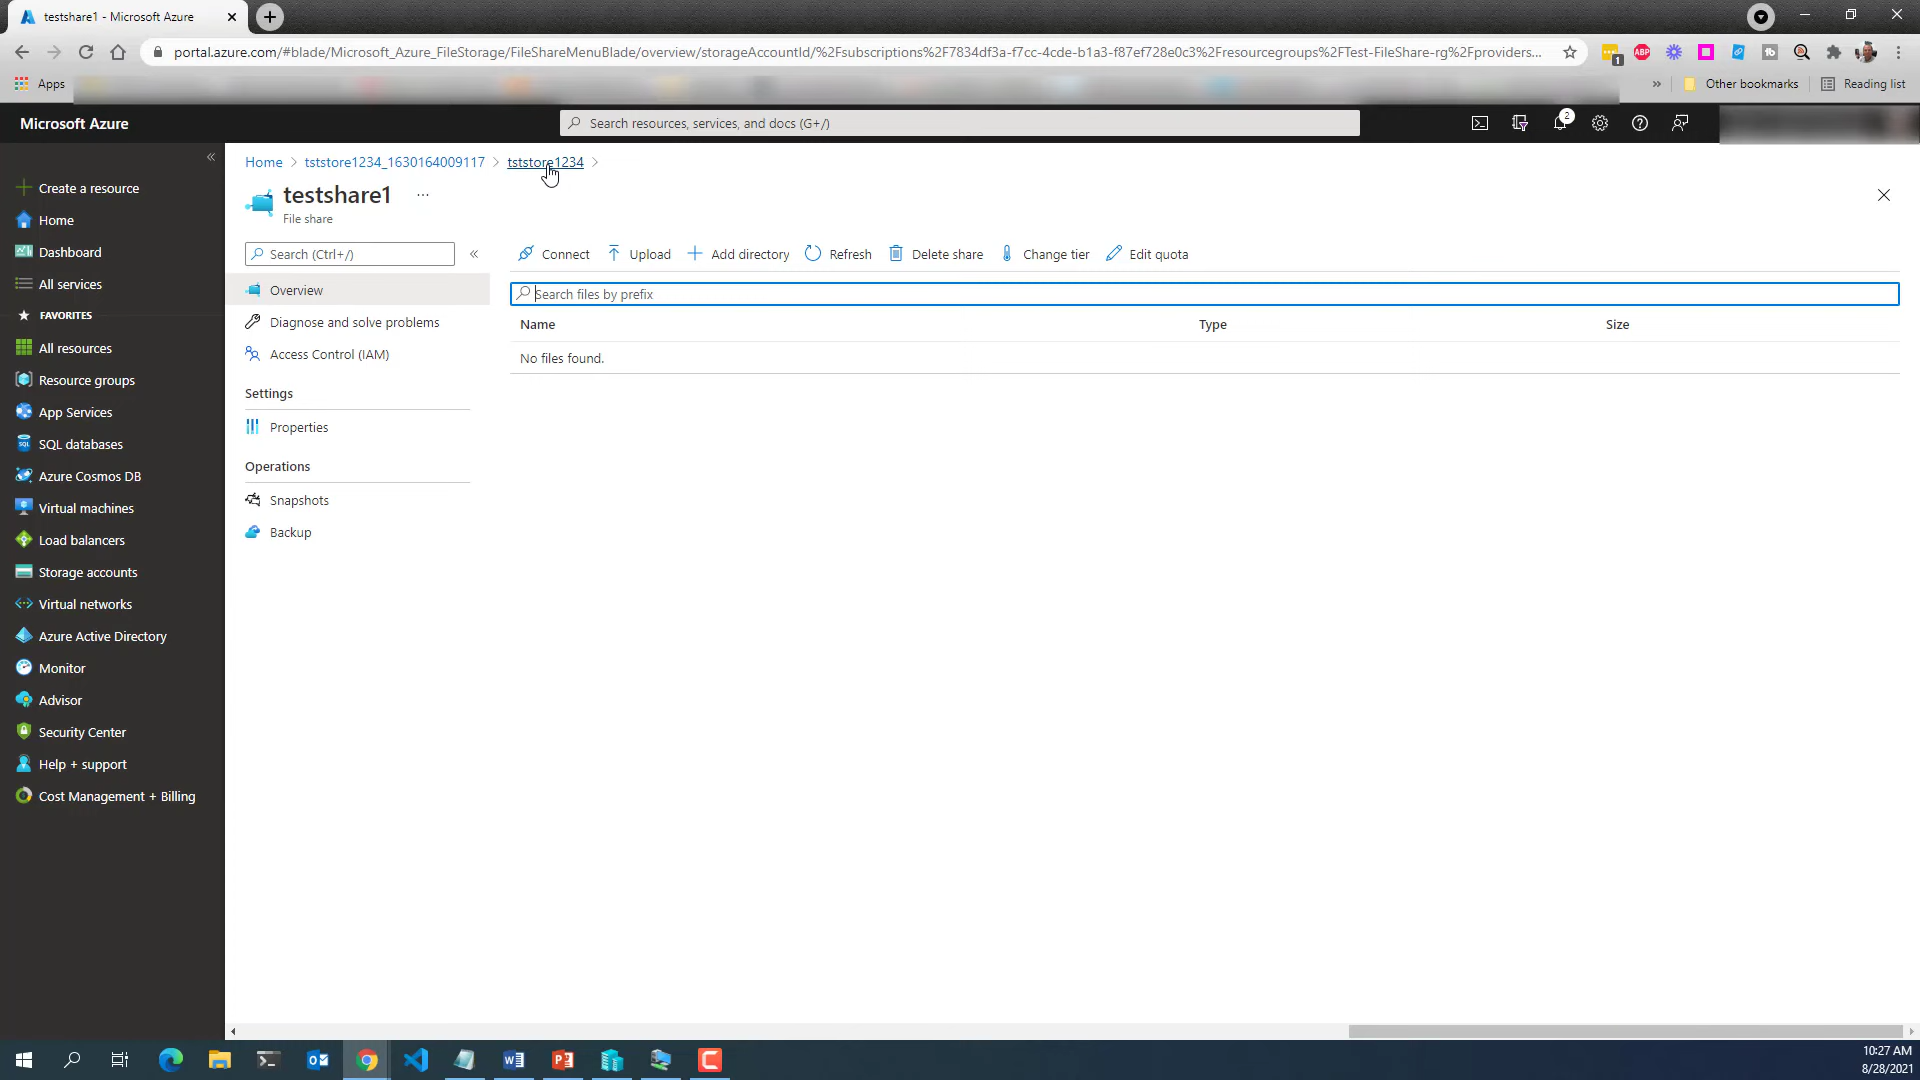 testshare1 - Microsoft Azure
portal.azure.com/#blade/Microsoft_Azure_FileStorage/FileShareMenuBlade/overview/storageAccountId/%2Fsubscriptions%2F7834df3a-f7cc-4cde-b1a3-f87ef728e0c3%2Fresourcegroups%2FTest-FileShare-rg%2Fproviders...
1
ABP
Apps
»
Other bookmarks
Reading list
Microsoft Azure
Search resources, services, and docs (G+/)
2
Home > tststore1234_1630164009117 > tststore1234 >
testshare1 ...
File share
Search (Ctrl+/)
«
Overview
Diagnose and solve problems
Access Control (IAM)
Settings
Properties
Operations
Snapshots
Backup
Connect
Upload
Add directory
Refresh
Delete share
Change tier
Edit quota
Search files by prefix
Name Type Size
No files found.
«
Create a resource
Home
Dashboard
All services
FAVORITES
All resources
Resource groups
App Services
SQL databases
Azure Cosmos DB
Virtual machines
Load balancers
Storage accounts
Virtual networks
Azure Active Directory
Monitor
Advisor
Security Center
Help + support
Cost Management + Billing
10:27 AM
8/28/2021